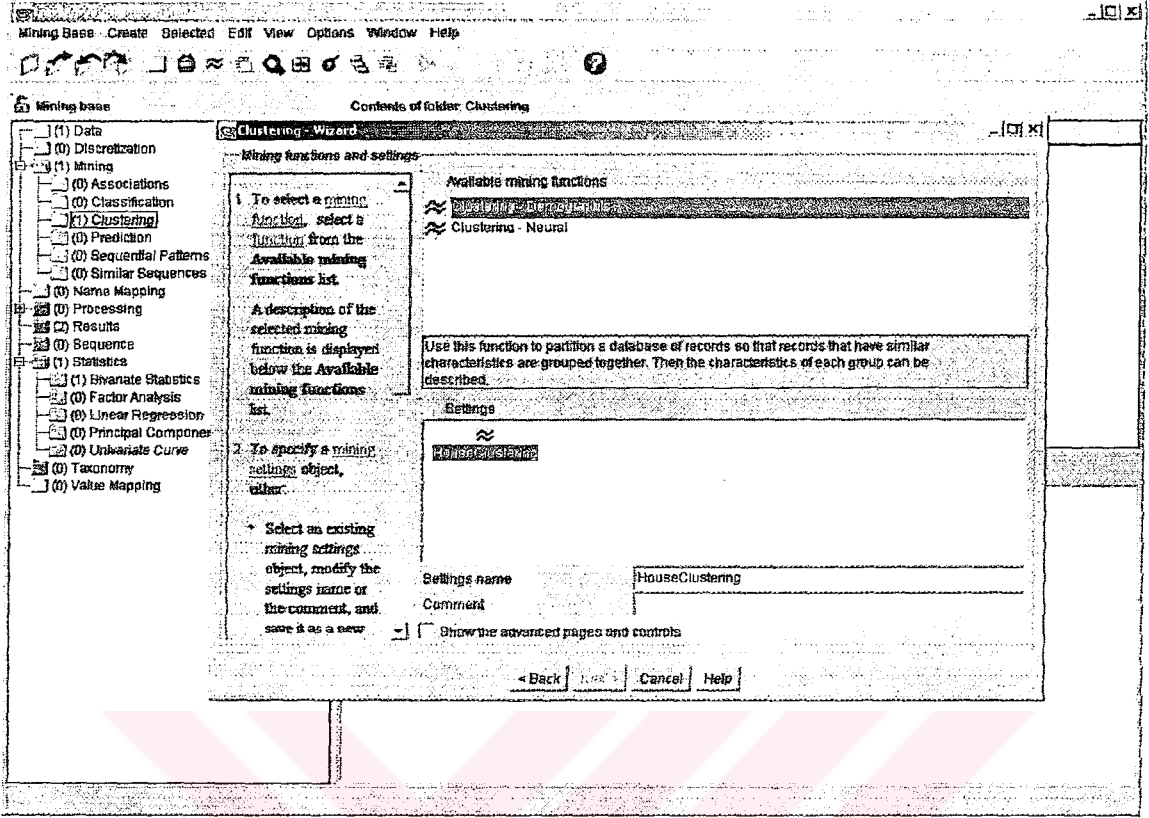 Mining Base Create Selected Edit View Options Window Help
Mining base
Contents of folder: Clustering
(1) Data
(0) Discretization
(1) Mining
(0) Associations
(0) Classification
(1) Clustering
(0) Prediction
(0) Sequential Patterns
(0) Similar Sequences
(0) Name Mapping
(0) Processing
(2) Results
(0) Sequence
(1) Statistics
(1) Bivariate Statistics
(0) Factor Analysis
(0) Linear Regression
(0) Principal Componen
(0) Univariate Curve
(0) Taxonomy
(0) Value Mapping
Clustering - Wizard
Mining functions and settings
1 To select a mining
function, select a
function from the
Available mining
functions list.
A description of the
selected mining
function is displayed
below the Available
mining functions
list.
2 To specify a mining
settings object,
either:
* Select an existing
mining settings
object, modify the
settings name or
the comment, and
save it as a new
Available mining functions
Clustering - Demographic
Clustering - Neural
Use this function to partition a database of records so that records that have similar
characteristics are grouped together. Then the characteristics of each group can be
described.
Settings
HouseClustering
Settings name HouseClustering
Comment
Show the advanced pages and controls
< Back Next > Cancel Help